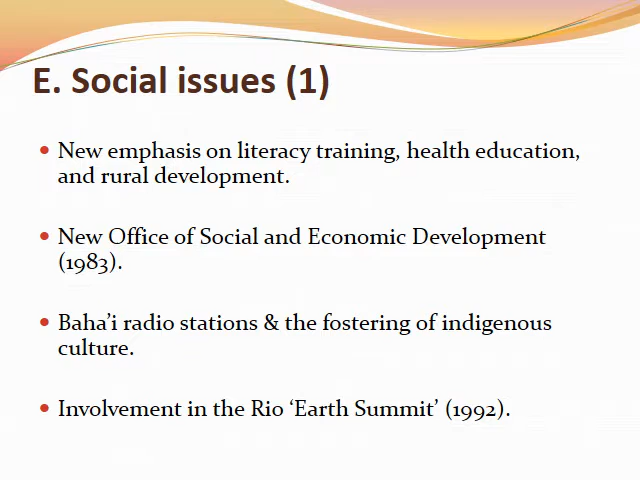 E. Social issues (1)
• New emphasis on literacy training, health education,
and rural development.
• New Office of Social and Economic Development
(1983).
• Baha’i radio stations & the fostering of indigenous
culture.
• Involvement in the Rio ‘Earth Summit’ (1992).